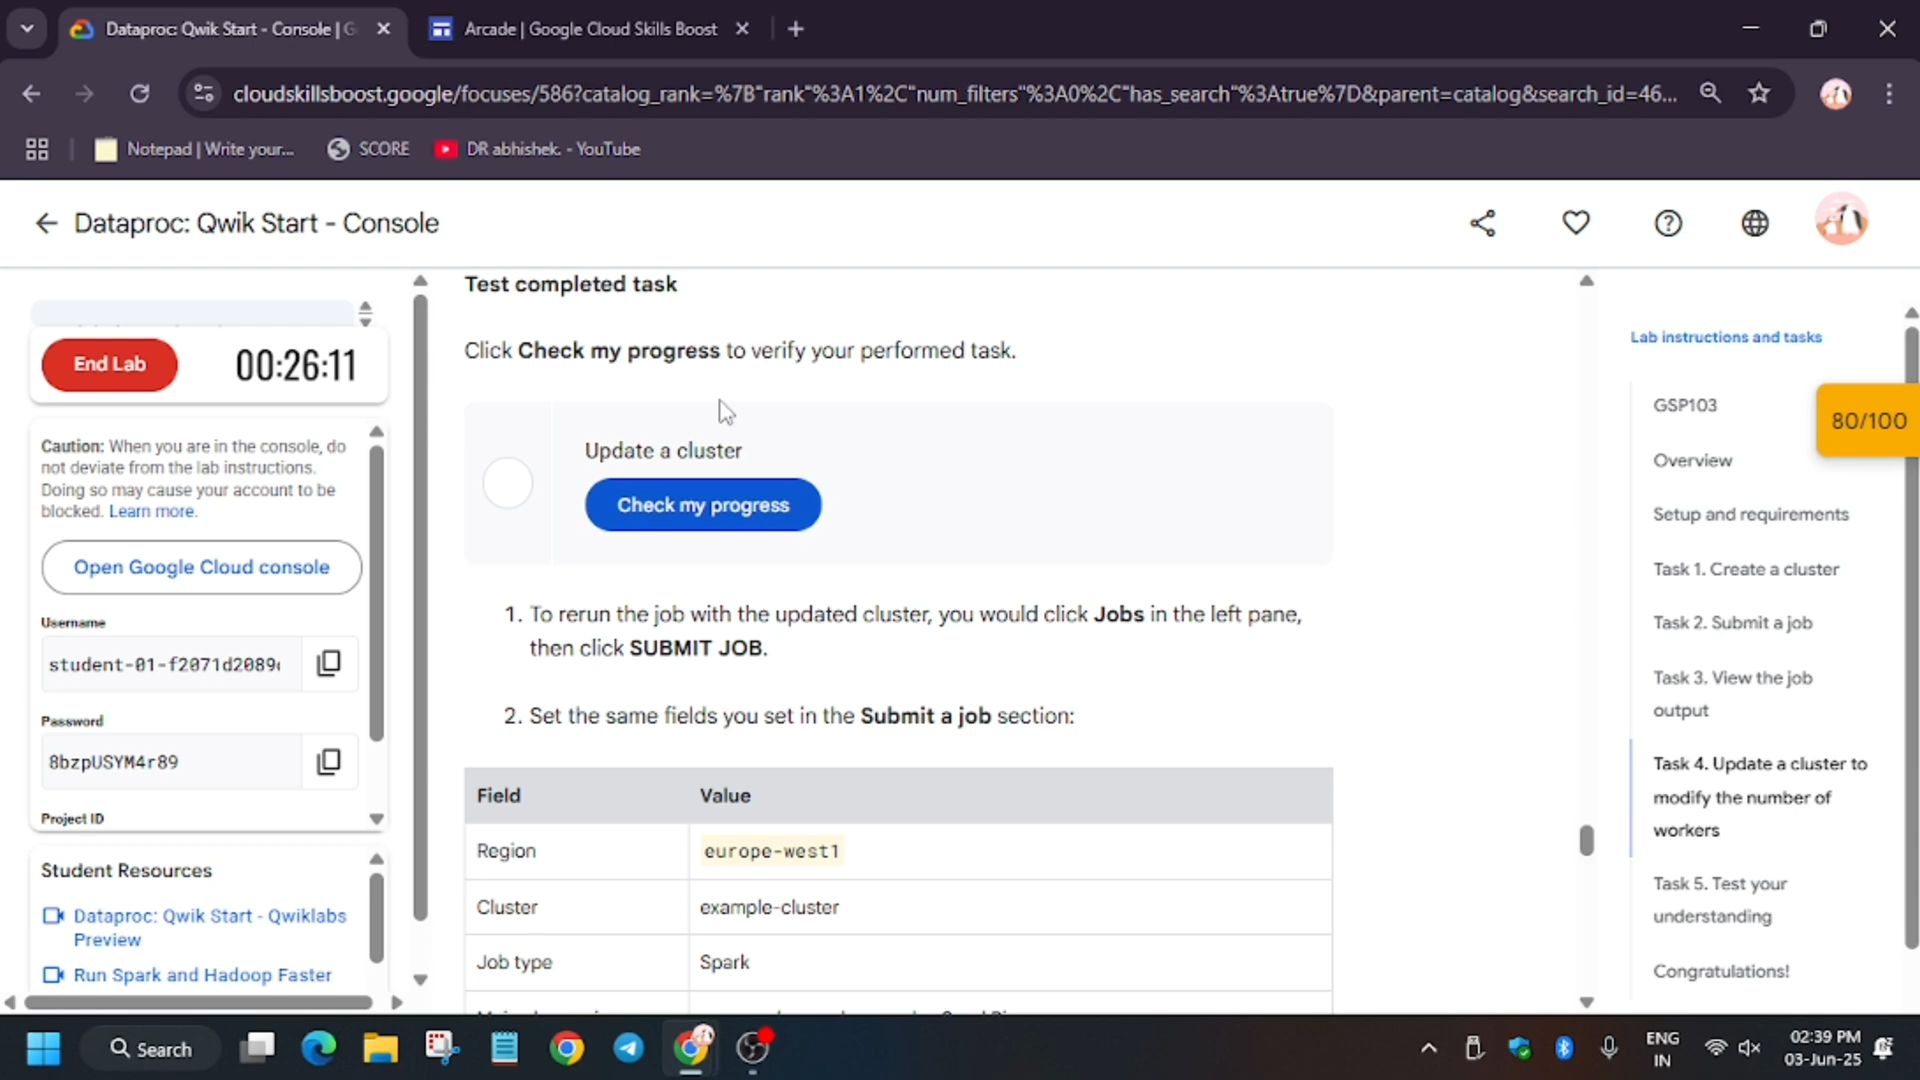 Dataproc: Qwik Start - Console | G
Arcade | Google Cloud Skills Boost
cloudskillsboost.google/focuses/586?catalog_rank=%7B"rank"%3A1%2C"num_filters"%3A0%2C"has_search"%3Atrue%7D&parent=catalog&search_id=46...
Notepad | Write your...
SCORE
DR abhishek. - YouTube
Dataproc: Qwik Start - Console
End Lab
00:26:11
Caution: When you are in the console, do
not deviate from the lab instructions.
Doing so may cause your account to be
blocked. Learn more.
Open Google Cloud console
Username
student-01-f2071d2089
Password
8bzpUSYM4r89
Project ID
Student Resources
Dataproc: Qwik Start - Qwiklabs
Preview
Run Spark and Hadoop Faster
Test completed task
Click Check my progress to verify your performed task.
Update a cluster
Check my progress
1. To rerun the job with the updated cluster, you would click Jobs in the left pane,
then click SUBMIT JOB.
2. Set the same fields you set in the Submit a job section:
Field Value
Region europe-west1
Cluster example-cluster
Job type Spark
Lab instructions and tasks
GSP103
80/100
Overview
Setup and requirements
Task 1. Create a cluster
Task 2. Submit a job
Task 3. View the job
output
Task 4. Update a cluster to
modify the number of
workers
Task 5. Test your
understanding
Congratulations!
Search
ENG
IN
02:39 PM
03-Jun-25